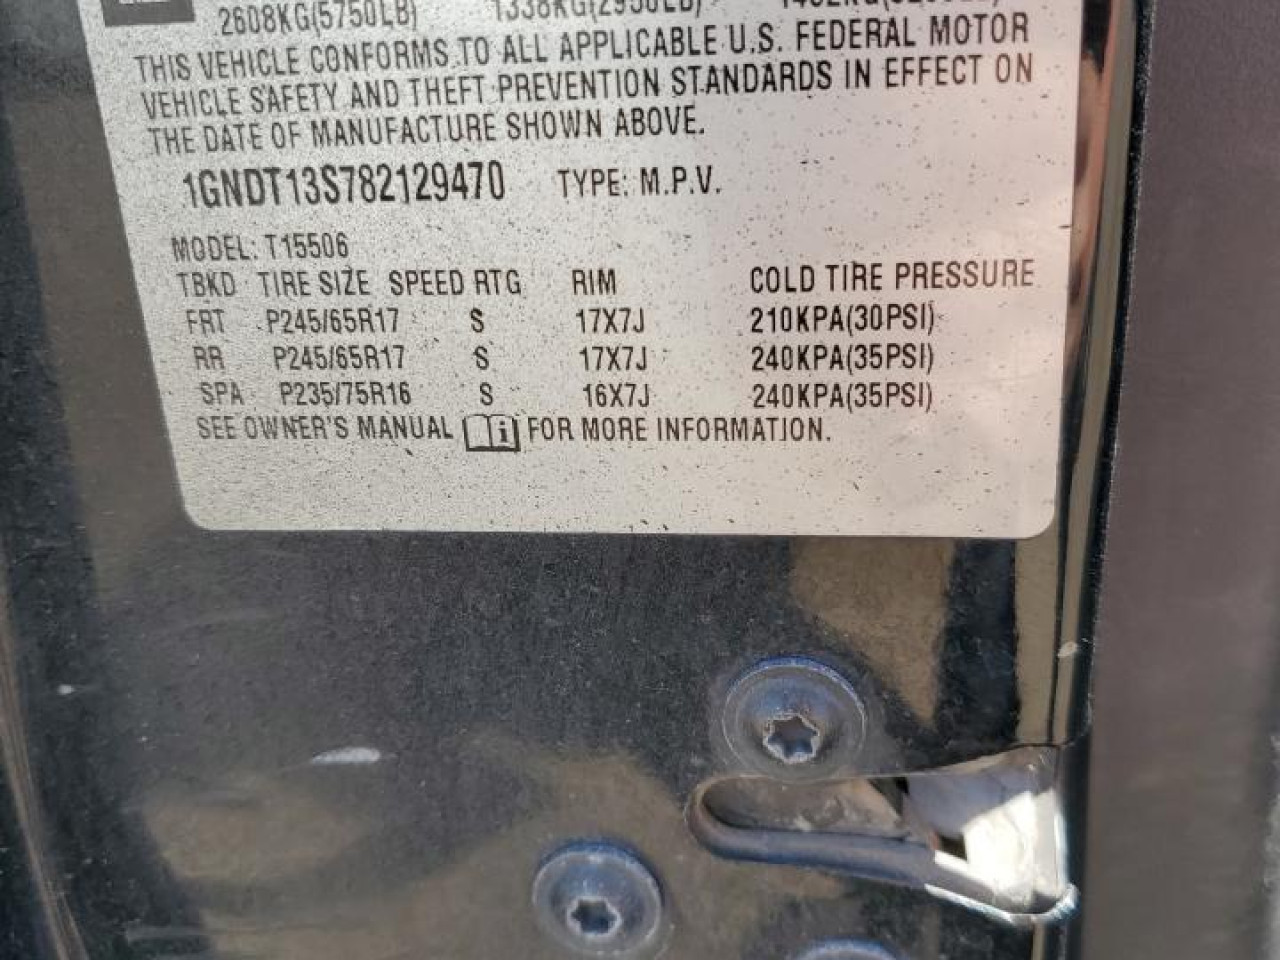 2608KG(5750LB) 1338KG(2950LB)
THIS VEHICLE CONFORMS TO ALL APPLICABLE U.S. FEDERAL MOTOR
VEHICLE SAFETY AND THEFT PREVENTION STANDARDS IN EFFECT ON
THE DATE OF MANUFACTURE SHOWN ABOVE.
1GNDT13S782129470 TYPE: M.P.V.
MODEL: T15506
TBKD TIRE SIZE SPEED RTG RIM COLD TIRE PRESSURE
FRT P245/65R17 S 17X7J 210KPA(30PSI)
RR P245/65R17 S 17X7J 240KPA(35PSI)
SPA P235/75R16 S 16X7J 240KPA(35PSI)
SEE OWNER'S MANUAL i FOR MORE INFORMATION.